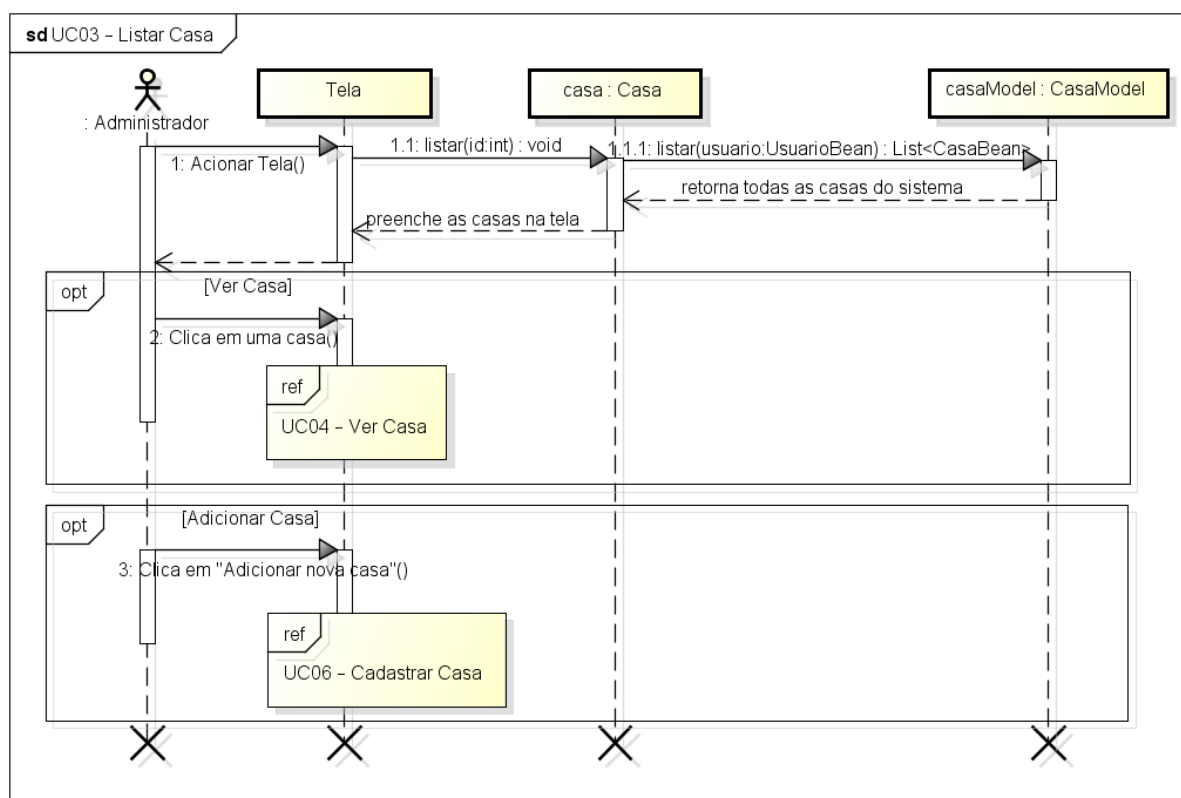 sd UC03 – Listar Casa
: Administrador
Tela
casa : Casa
casaModel : CasaModel
1: Acionar Tela()
1.1: listar(id:int) : void
1.1.1: listar(usuario:UsuarioBean) : List<CasaBean>
retorna todas as casas do sistema
preenche as casas na tela
opt
[Ver Casa]
2: Clica em uma casa()
ref
UC04 – Ver Casa
opt
[Adicionar Casa]
3: Clica em "Adicionar nova casa"()
ref
UC06 – Cadastrar Casa